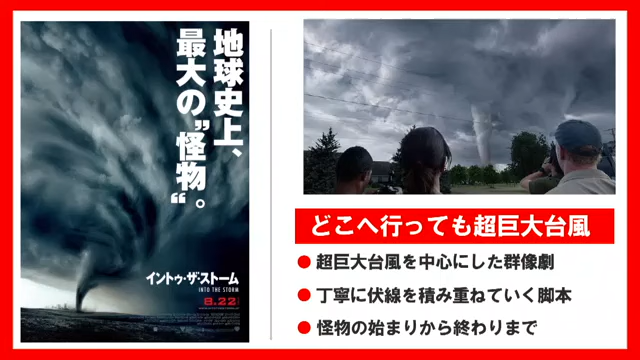 地球史上、
最大の〝怪物〟。
イントゥ・ザ・ストーム
INTO THE STORM
8.22
どこへ行っても超巨大台風
● 超巨大台風を中心にした群像劇
● 丁寧に伏線を積み重ねていく脚本
● 怪物の始まりから終わりまで